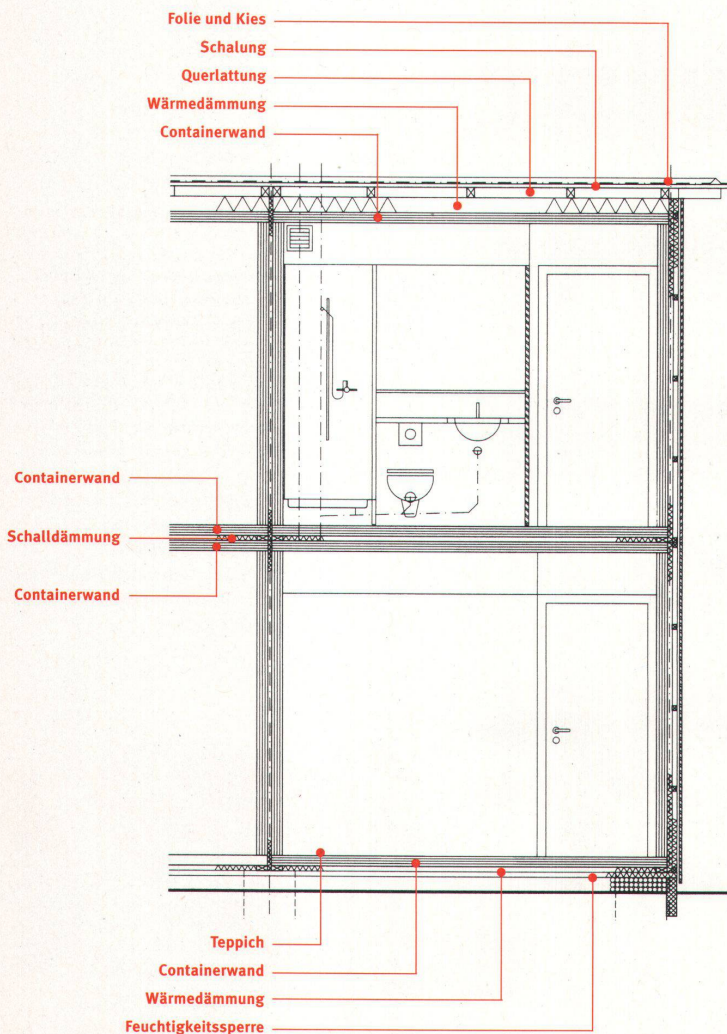 Folie und Kies
Schalung
Querlattung
Wärmedämmung
Containerwand
Containerwand
Schalldämmung
Containerwand
Teppich
Containerwand
Wärmedämmung
Feuchtigkeitssperre